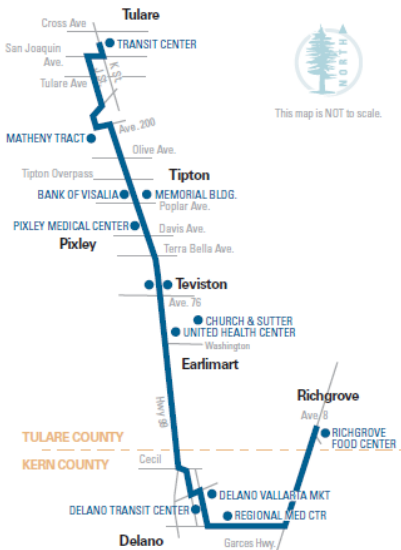 Tulare
Cross Ave
TRANSIT CENTER
San Joaquin
Ave.
K St.
J St.
Tulare Ave
NORTH
This map is NOT to scale.
Ave. 200
MATHENY TRACT
Olive Ave.
Tipton Overpass
Tipton
BANK OF VISALIA
MEMORIAL BLDG.
Poplar Ave.
PIXLEY MEDICAL CENTER
Davis Ave.
Pixley
Terra Bella Ave.
Teviston
Ave. 76
CHURCH & SUTTER
UNITED HEALTH CENTER
Washington
Earlimart
Hwy 99
Richgrove
Ave. 8
RICHGROVE
FOOD CENTER
TULARE COUNTY
KERN COUNTY
Cecil
DELANO VALLARTA MKT
DELANO TRANSIT CENTER
REGIONAL MED CTR
Delano
Garces Hwy.